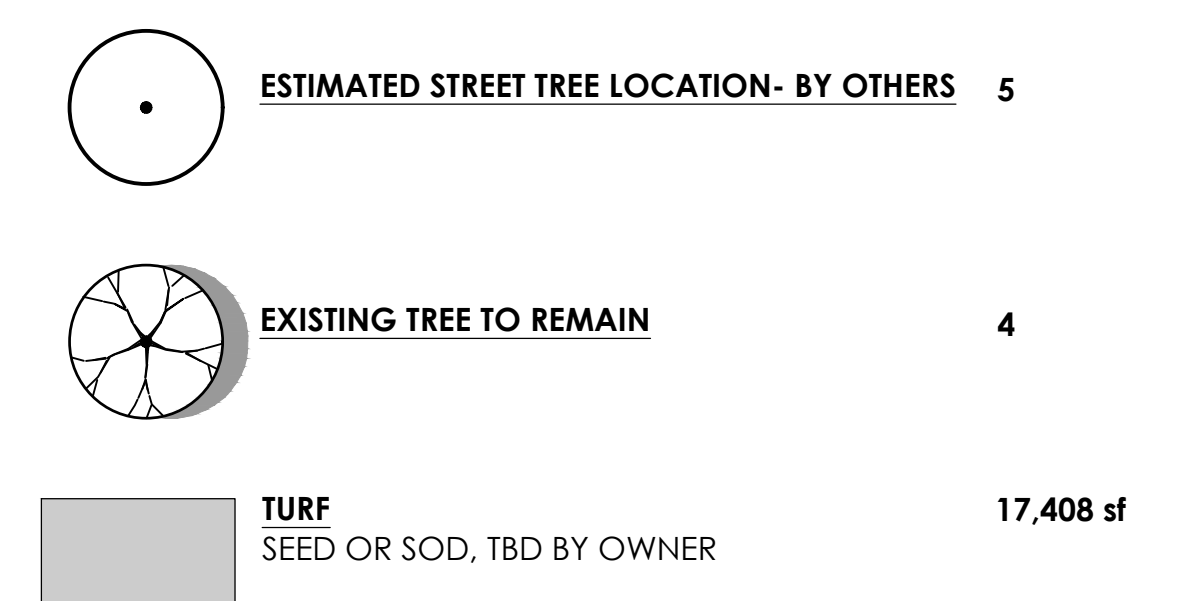 ESTIMATED STREET TREE LOCATION- BY OTHERS 5
EXISTING TREE TO REMAIN 4
TURF 17,408 sf
SEED OR SOD, TBD BY OWNER